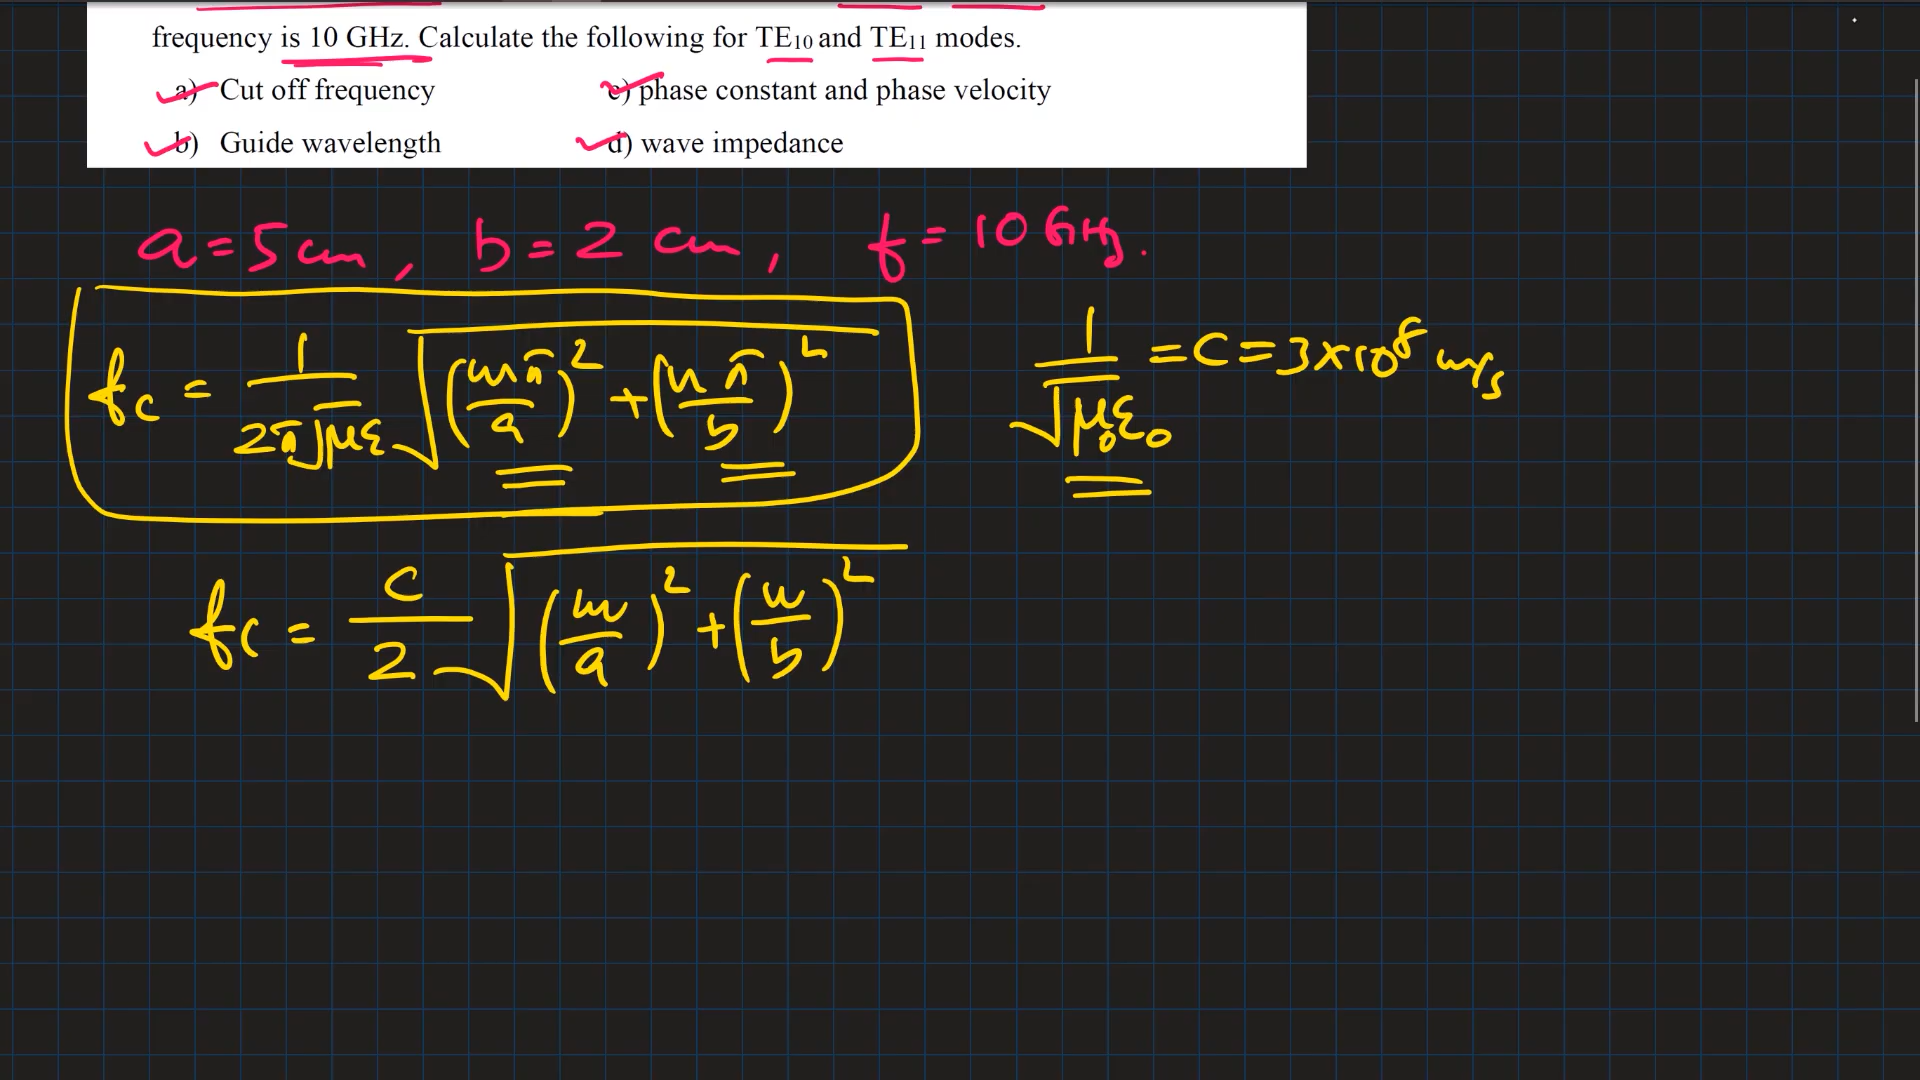 frequency is 10 GHz. Calculate the following for TE₁₀ and TE₁₁ modes.
a) Cut off frequency c) phase constant and phase velocity
b) Guide wavelength d) wave impedance
a = 5 cm, b = 2 cm, f = 10 GHz.
fc = 1/(2π√με) √((mπ/a)² + (nπ/b)²)
1/√(μ₀ε₀) = C = 3×10⁸ m/s
fc = C/2 √((m/a)² + (n/b)²)